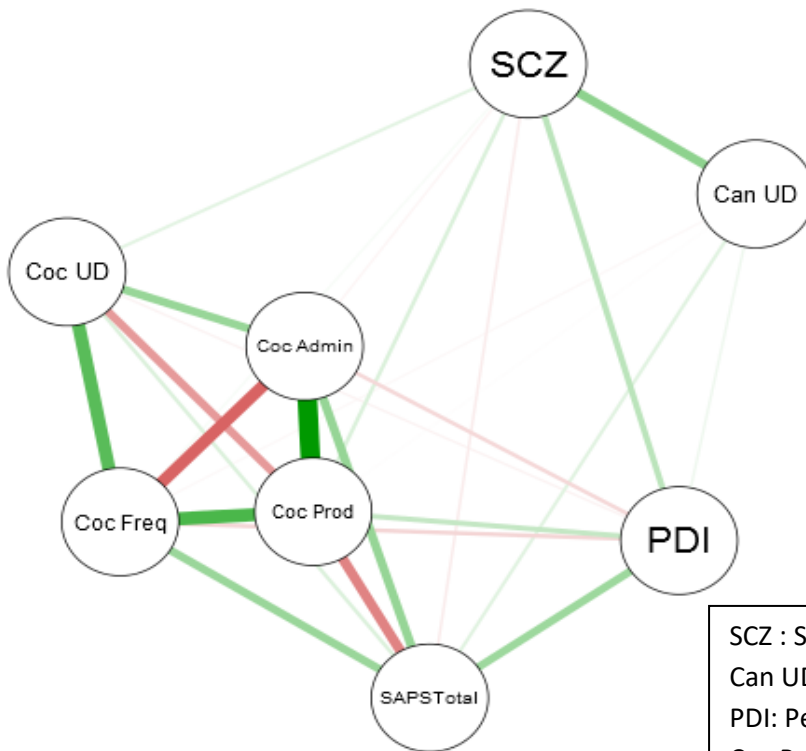 SCZ
Can UD
Coc UD
Coc Admin
Coc Freq
Coc Prod
PDI
SAPSTotal
SCZ : S
Can UD
PDI: Pe